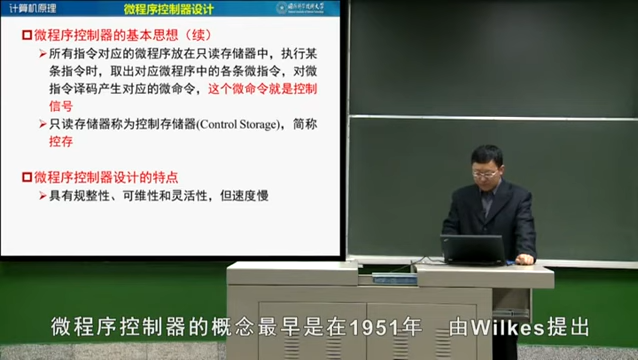 计算机原理
微程序控制器设计
国防科学技术大学
微程序控制器的基本思想（续）
所有指令对应的微程序放在只读存储器中，执行某
条指令时，取出对应微程序中的各条微指令，对微
指令译码产生对应的微命令，这个微命令就是控制
信号
只读存储器称为控制存储器(Control Storage)，简称
控存
微程序控制器设计的特点
具有规整性、可维性和灵活性，但速度慢
微程序控制器的概念最早是在1951年 由Wilkes提出